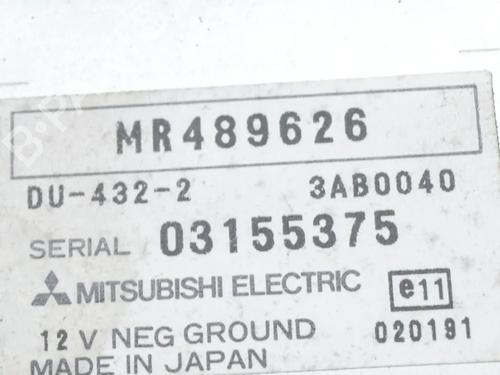 MR489626
DU-432-2 3AB0040
SERIAL 03155375
MITSUBISHI ELECTRIC e11
12 V NEG GROUND 020191
MADE IN JAPAN